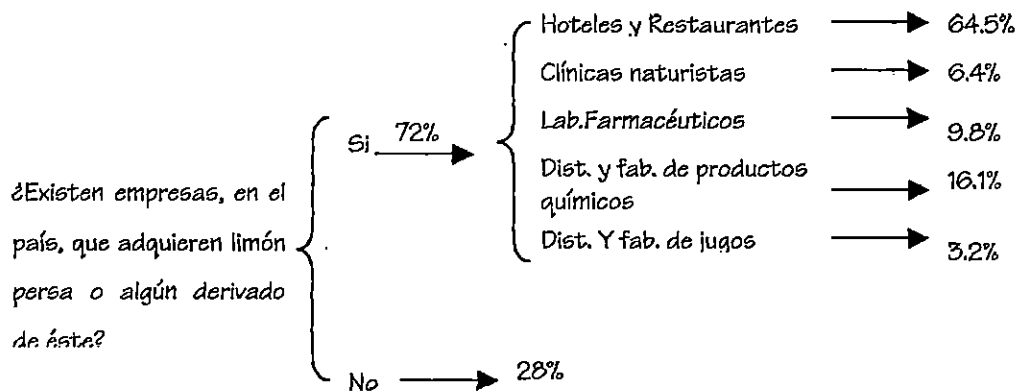 Hoteles y Restaurantes 64.5%
Clínicas naturistas 6.4%
Si 72% Lab.Farmacéuticos 9.8%
Dist. y fab. de productos
químicos 16.1%
Dist. Y fab. de jugos 3.2%
¿Existen empresas, en el
país, que adquieren limón
persa o algún derivado
de éste?
No 28%